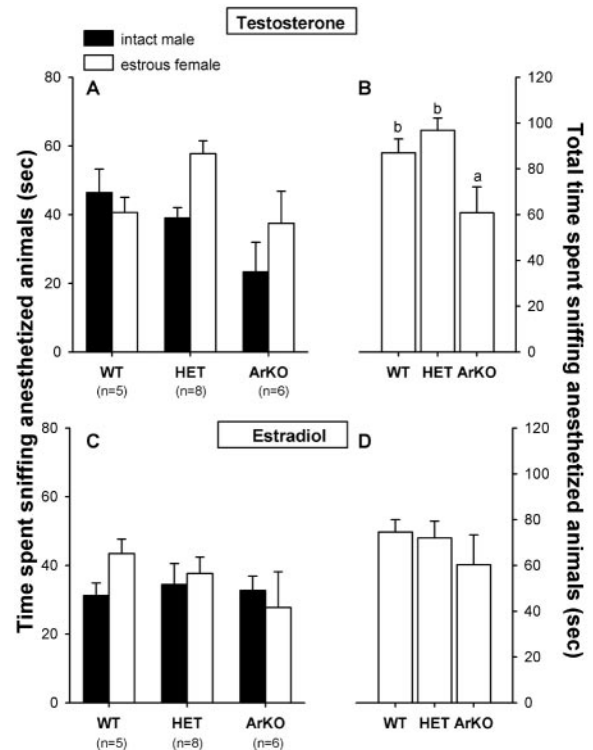 Testosterone
intact male
estrous female
A
B
80
60
40
20
0
120
100
80
60
40
20
0
b
b
a
WT
HET
ArKO
(n=5)
(n=8)
(n=6)
WT HET ArKO
Time spent sniffing anesthetized animals (sec)
Total time spent sniffing anesthetized animals (sec)
Estradiol
C
D
80
60
40
20
0
120
100
80
60
40
20
0
WT
HET
ArKO
(n=5)
(n=8)
(n=6)
WT HET ArKO